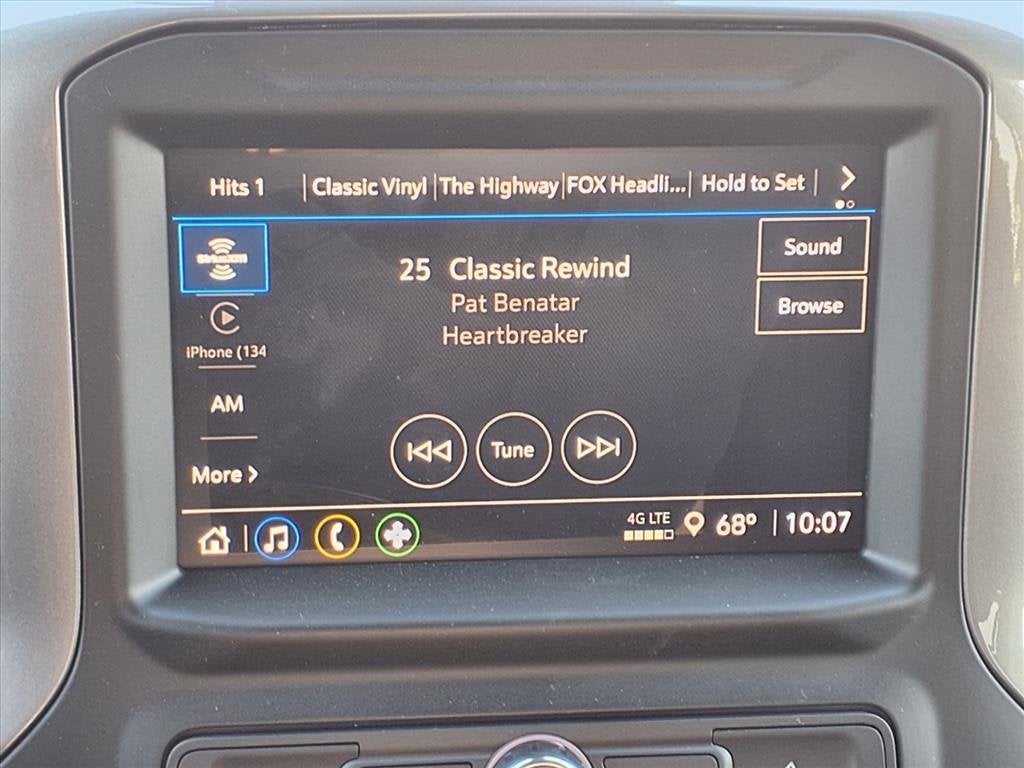 Hits 1 Classic Vinyl The Highway FOX Headli... Hold to Set
SiriusXM
25 Classic Rewind
Sound
Pat Benatar
Browse
Heartbreaker
iPhone (134
AM
Tune
More
4G LTE 68° 10:07